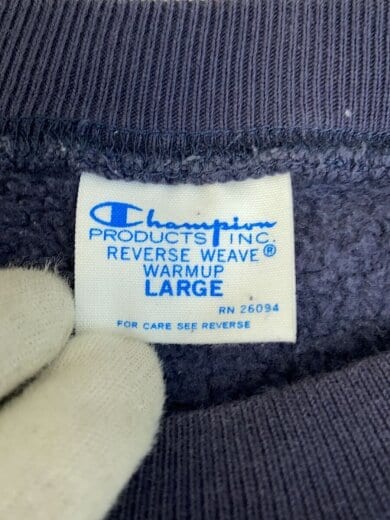 Champion
PRODUCTS INC.
REVERSE WEAVE®
WARMUP
LARGE
RN 26094
FOR CARE SEE REVERSE